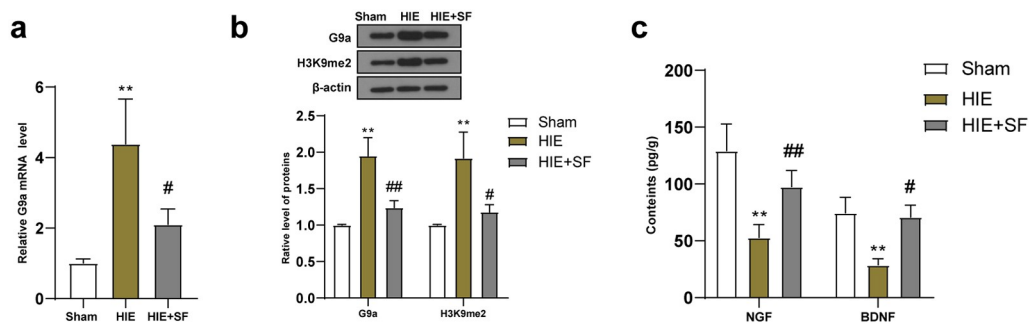 a
Relative G9a mRNA level
6
4
2
0
**
#
Sham HIE HIE+SF
b
Sham HIE HIE+SF
G9a
H3K9me2
β-actin
Rative level of proteins
2.5
2.0
1.5
1.0
0.5
0.0
**
##
**
#
G9a H3K9me2
Sham
HIE
HIE+SF
c
Conteints (pg/g)
200
150
100
50
0
**
##
**
#
NGF BDNF
Sham
HIE
HIE+SF